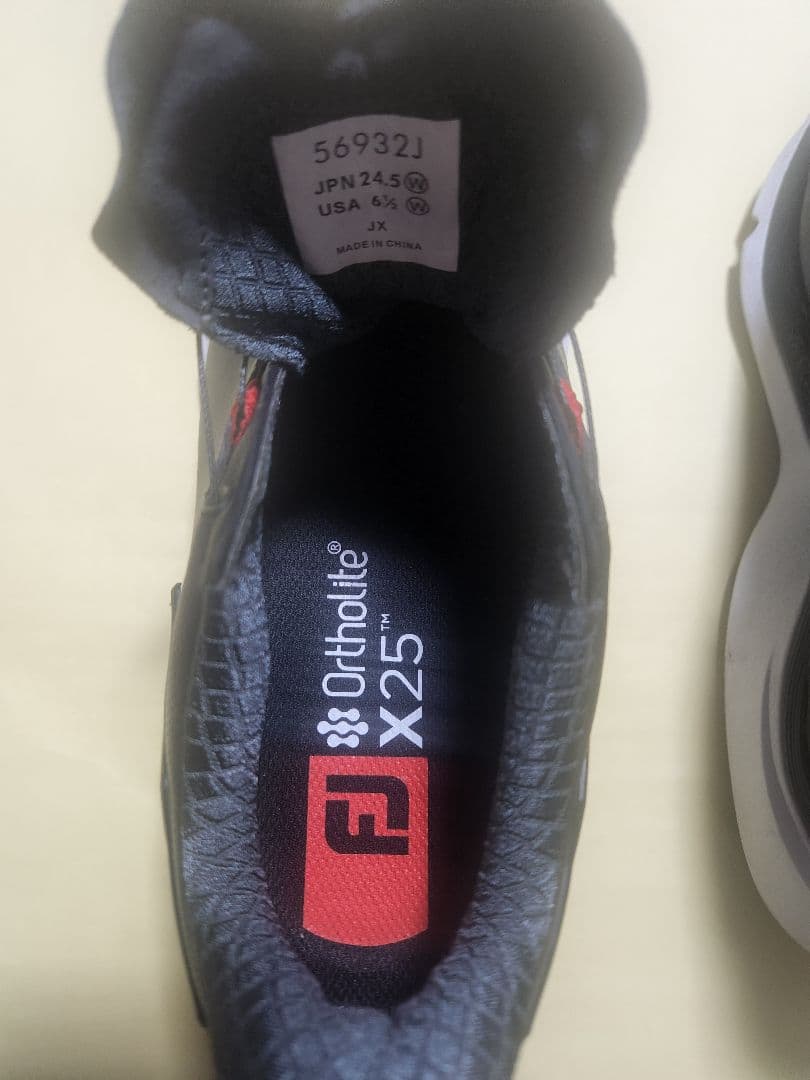 56932J
JPN 24.5 Ⓦ
USA 6½ Ⓦ
JX
MADE IN CHINA
Ortholite®
X25™
FJ